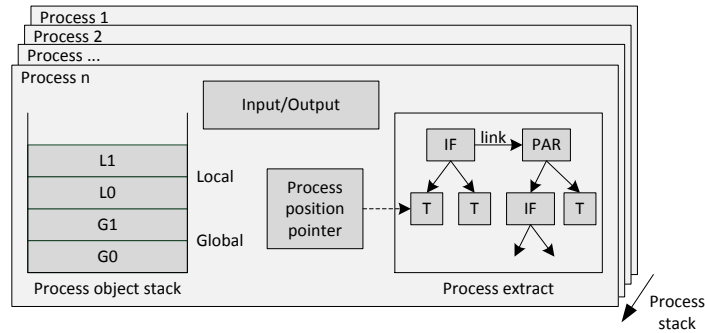 Process 1
Process 2
Process ...
Process n
Input/Output
L1
L0
G1
G0
Local
Global
Process object stack
Process
position
pointer
IF
link
PAR
T
T
IF
T
Process extract
Process
stack